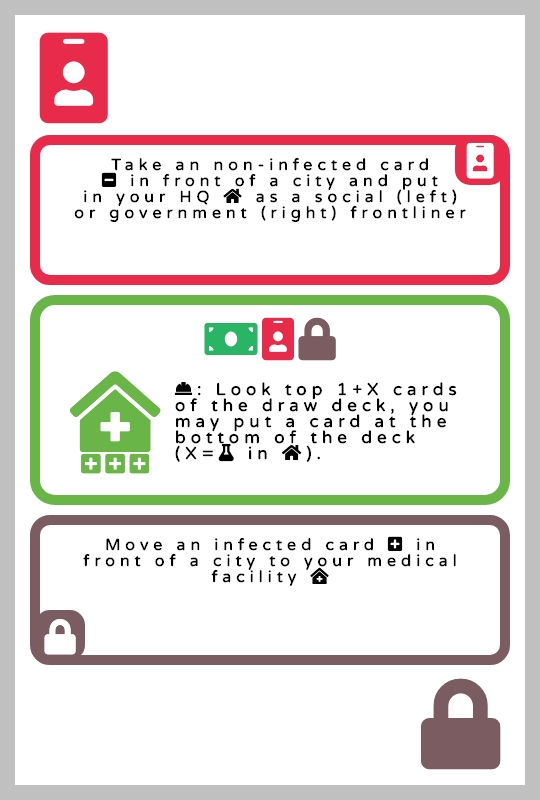 Take an non-infected card
in front of a city and put
in your HQ as a social (left)
or government (right) frontliner
: Look top 1+X cards
of the draw deck, you
may put a card at the
bottom of the deck
(X= in ).
Move an infected card in
front of a city to your medical
facility